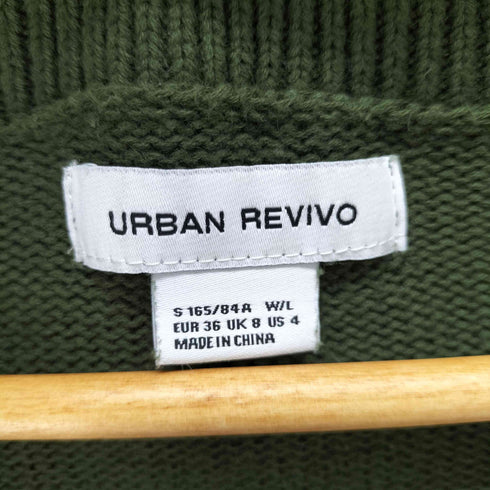 URBAN REVIVO
S 165/84A W/L
EUR 36 UK 8 US 4
MADE IN CHINA